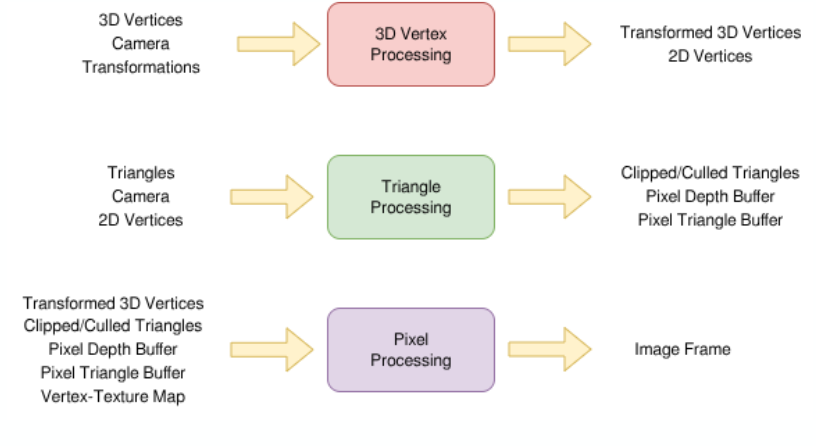 3D Vertices
Camera
Transformations
3D Vertex
Processing
Transformed 3D Vertices
2D Vertices
Triangles
Camera
2D Vertices
Triangle
Processing
Clipped/Culled Triangles
Pixel Depth Buffer
Pixel Triangle Buffer
Transformed 3D Vertices
Clipped/Culled Triangles
Pixel Depth Buffer
Pixel Triangle Buffer
Vertex-Texture Map
Pixel
Processing
Image Frame